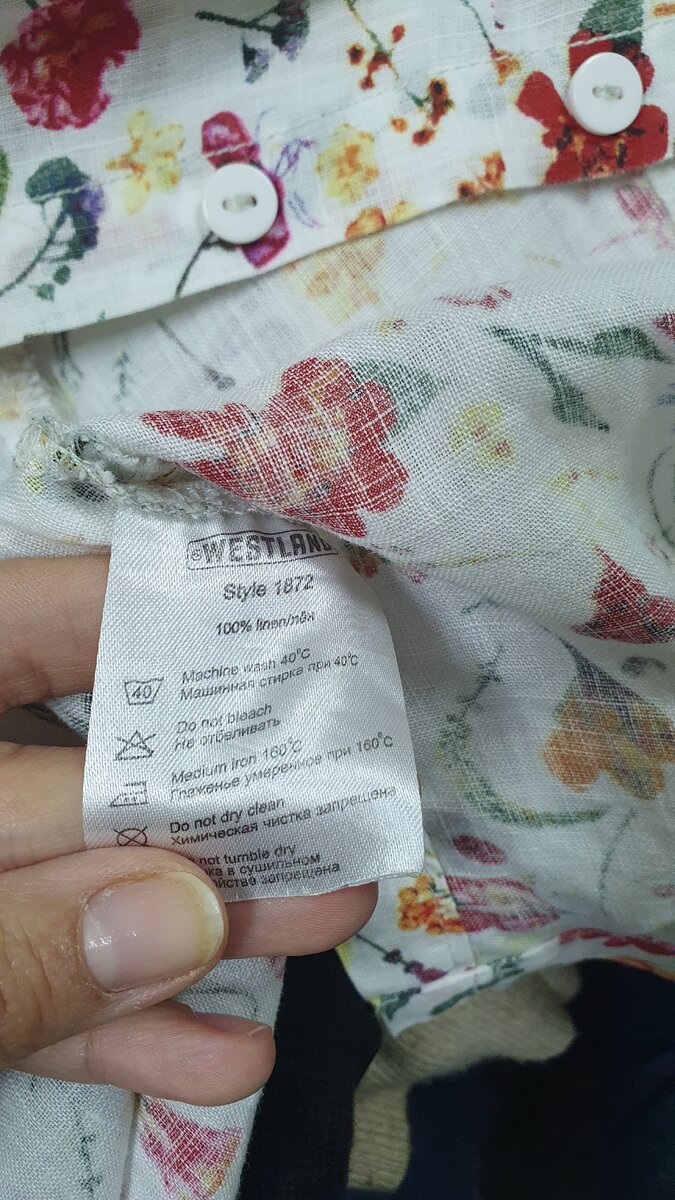 WESTLAND
Style 1872
100% linen/лён
40
Machine wash 40°C
Машинная стирка при 40°C
Do not bleach
Не отбеливать
Medium iron 160°C
Глаженье умеренное при 160°C
Do not dry clean
Химическая чистка запрещена
not tumble dry
в сушильном
запрещена